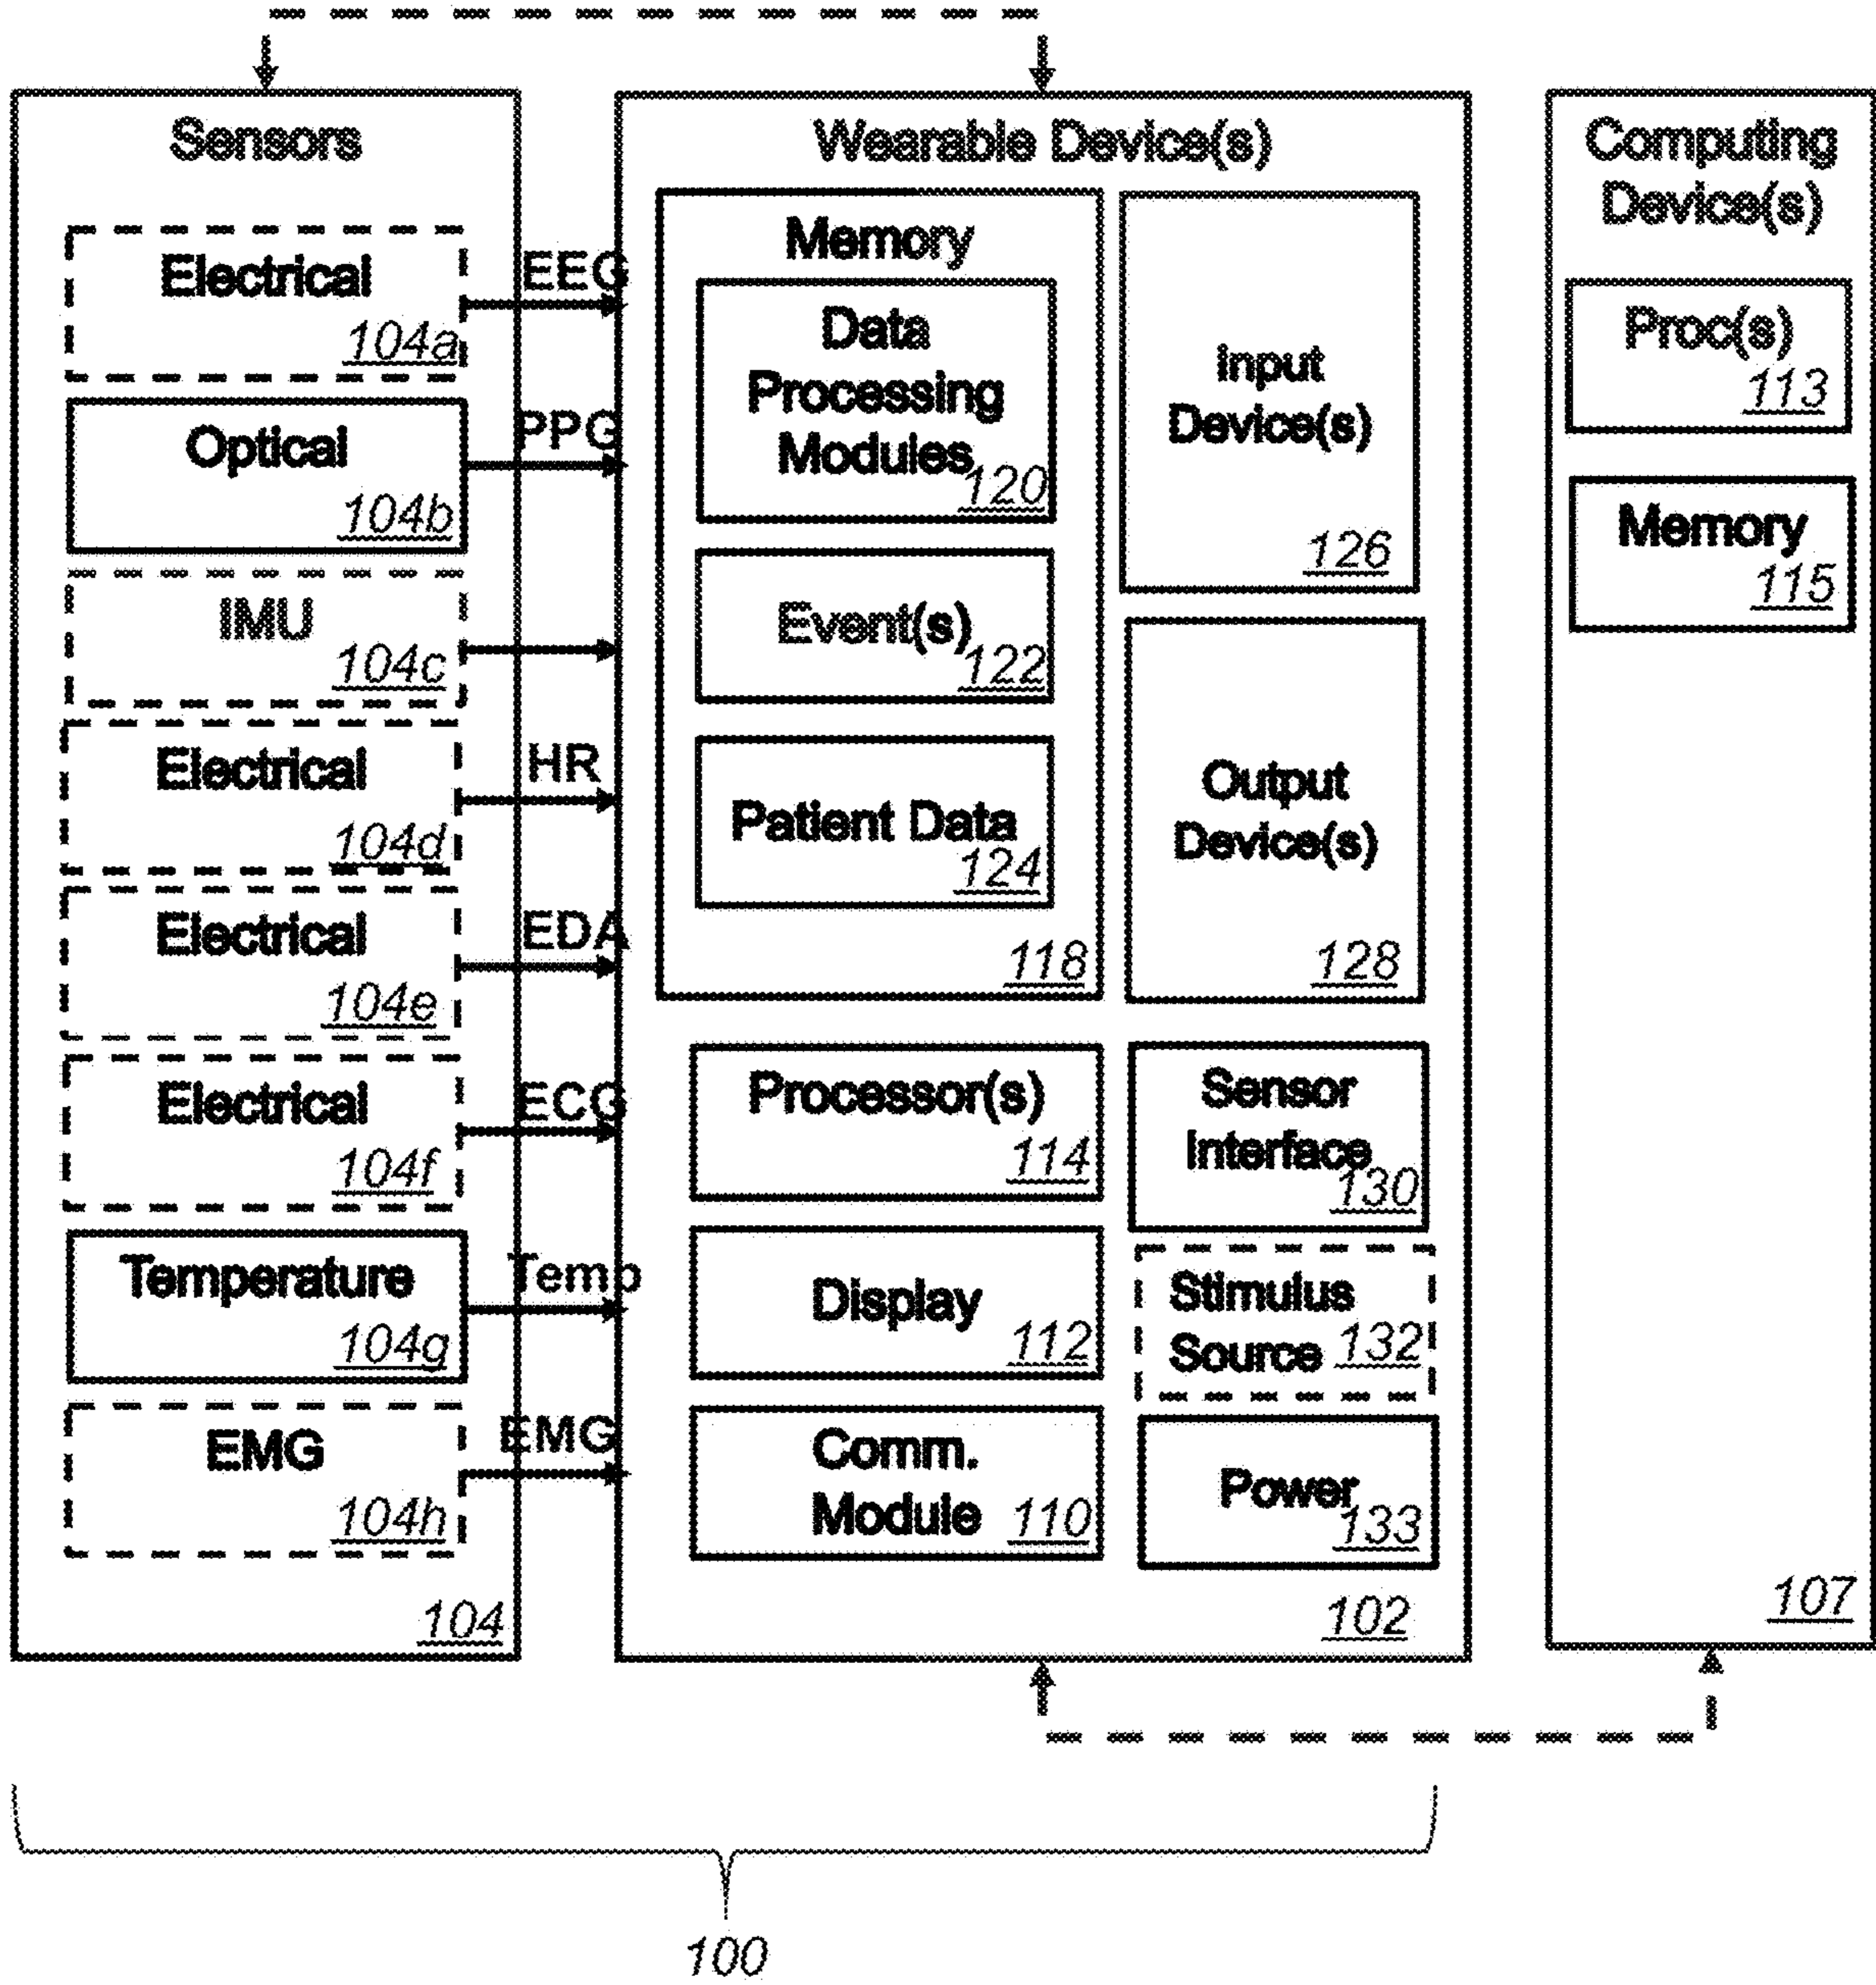 Sensors
Electrical
104a
EEG
Optical
104b
PPG
IMU
104c
Electrical
104d
HR
Electrical
104e
EDA
Electrical
104f
ECG
Temperature
104g
Temp
EMG
104h
EMG
104
Wearable Device(s)
Memory
Data
Processing
Modules
120
Event(s)
122
Patient Data
124
118
Input
Device(s)
126
Output
Device(s)
128
Processor(s)
114
Sensor
Interface
130
Display
112
Stimulus
Source 132
Comm.
Module 110
Power
133
102
Computing
Device(s)
Proc(s)
113
Memory
115
107
100